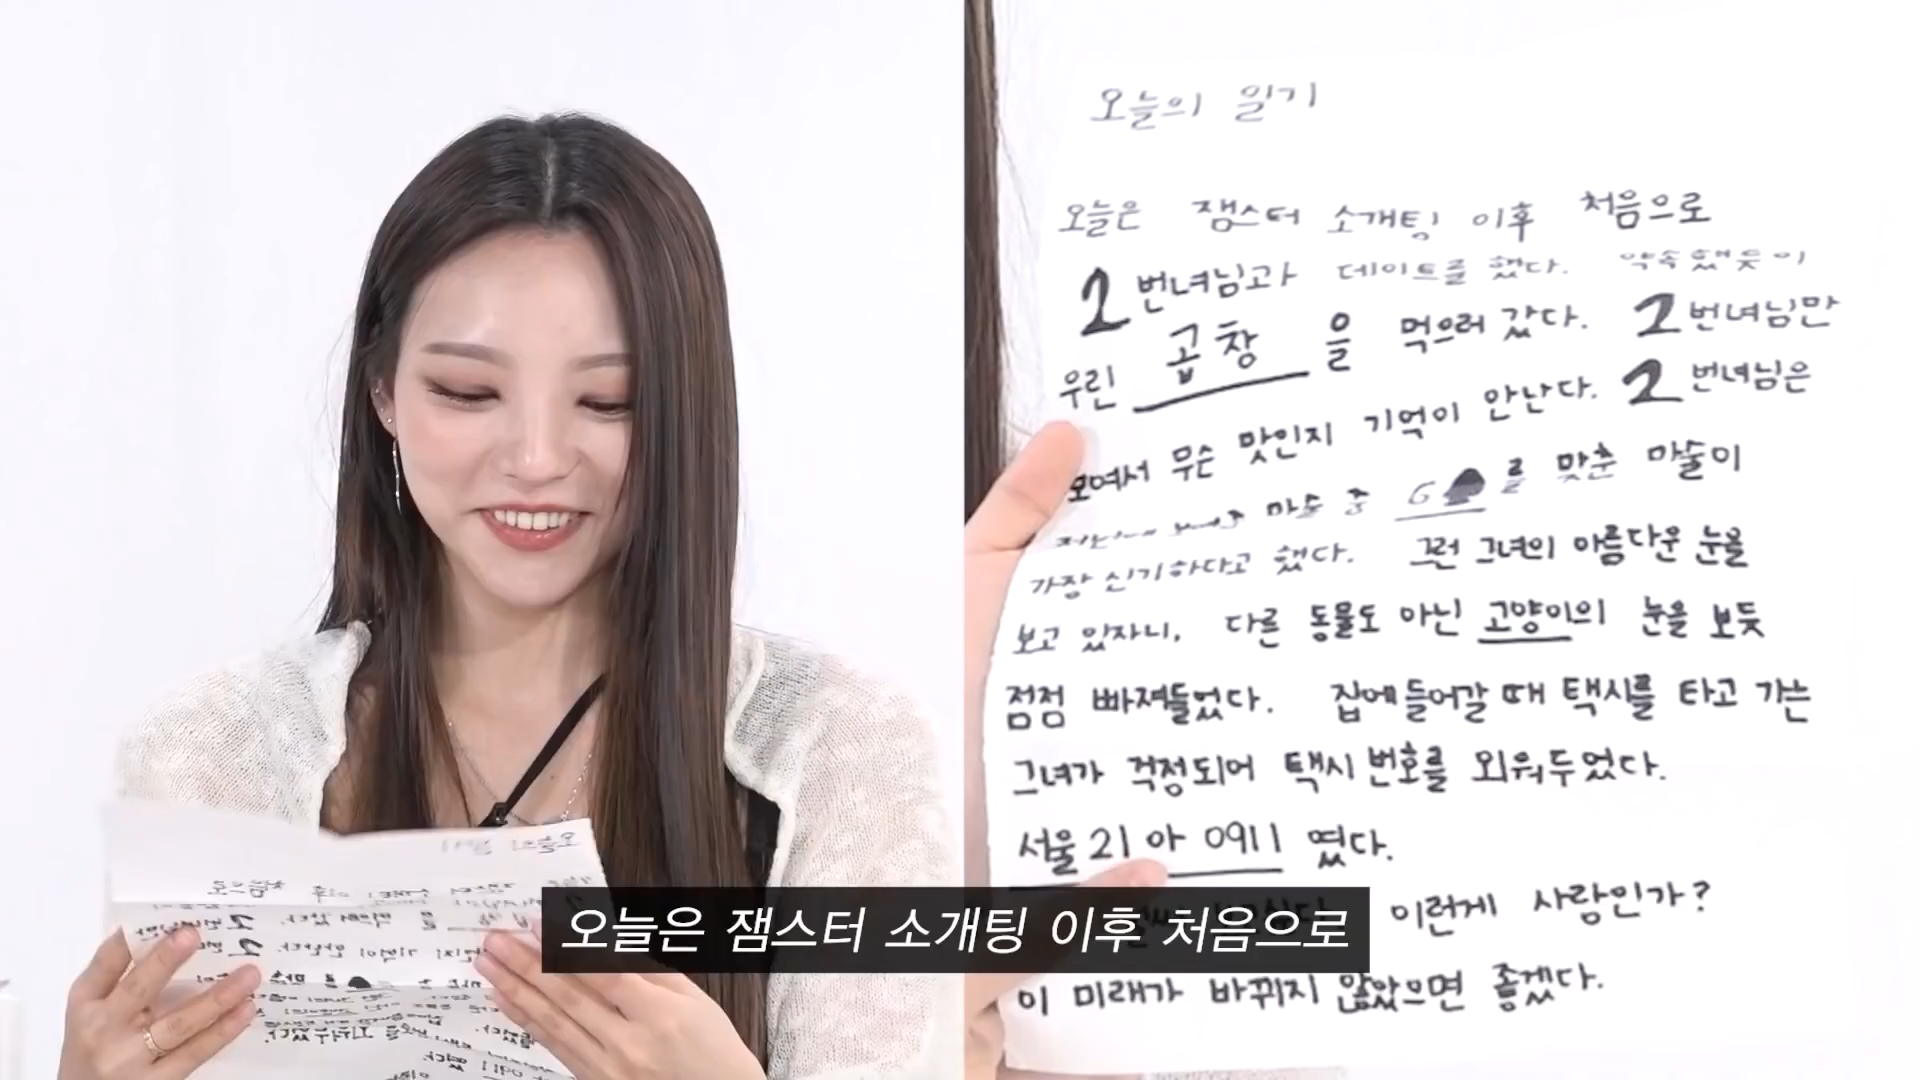 오늘의 일기
오늘은 잼스터 소개팅 이후 처음으로
2번녀님과 데이트를 했다. 약속했듯이
우린 곱창을 먹으러 갔다. 2번녀님만
보여서 무슨 맛인지 기억이 안난다. 2번녀님은
마술 중 G를 맞춘 마술이
가장 신기하다고 했다. 그런 그녀의 아름다운 눈을
보고 있자니, 다른 동물도 아닌 고양이의 눈을 보듯
점점 빠져들었다. 집에 들어갈 때 택시를 타고 가는
그녀가 걱정되어 택시 번호를 외워두었다.
서울 21 아 0911 였다.
이런게 사랑인가?
이 미래가 바뀌지 않았으면 좋겠다.
오늘은 잼스터 소개팅 이후 처음으로